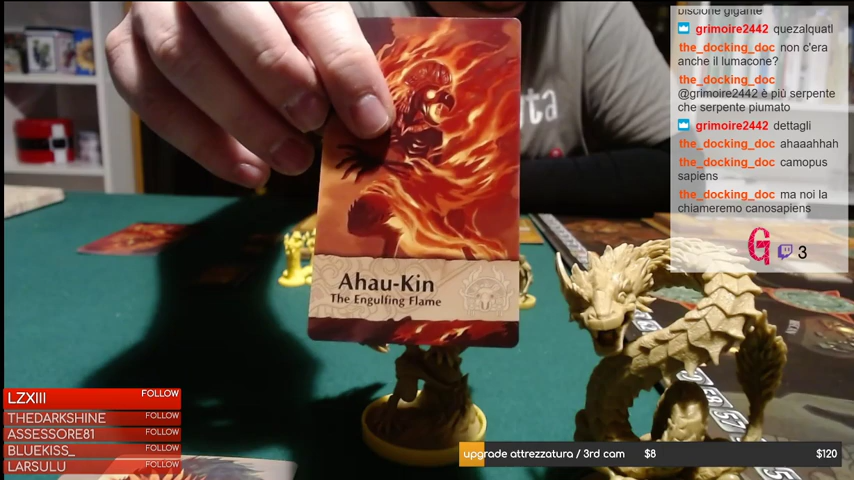 biscione gigante
grimoire2442 quezalquatl
the_docking_doc non c'era
anche il lumacone?
the_docking_doc
@grimoire2442 è più serpente
che serpente piumato
grimoire2442 dettagli
the_docking_doc ahaaahhah
the_docking_doc camopus
sapiens
the_docking_doc ma noi la
chiameremo canosapiens
G 3
Ahau-Kin
The Engulfing Flame
LZXIII FOLLOW
THEDARKSHINE FOLLOW
ASSESSORE81 FOLLOW
BLUEKISS_ FOLLOW
LARSULU FOLLOW
upgrade attrezzatura / 3rd cam $8 $120